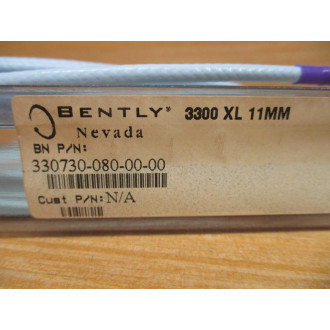 BENTLY® 3300 XL 11MM
Nevada
BN P/N:
330730-080-00-00
Cust P/N:N/A